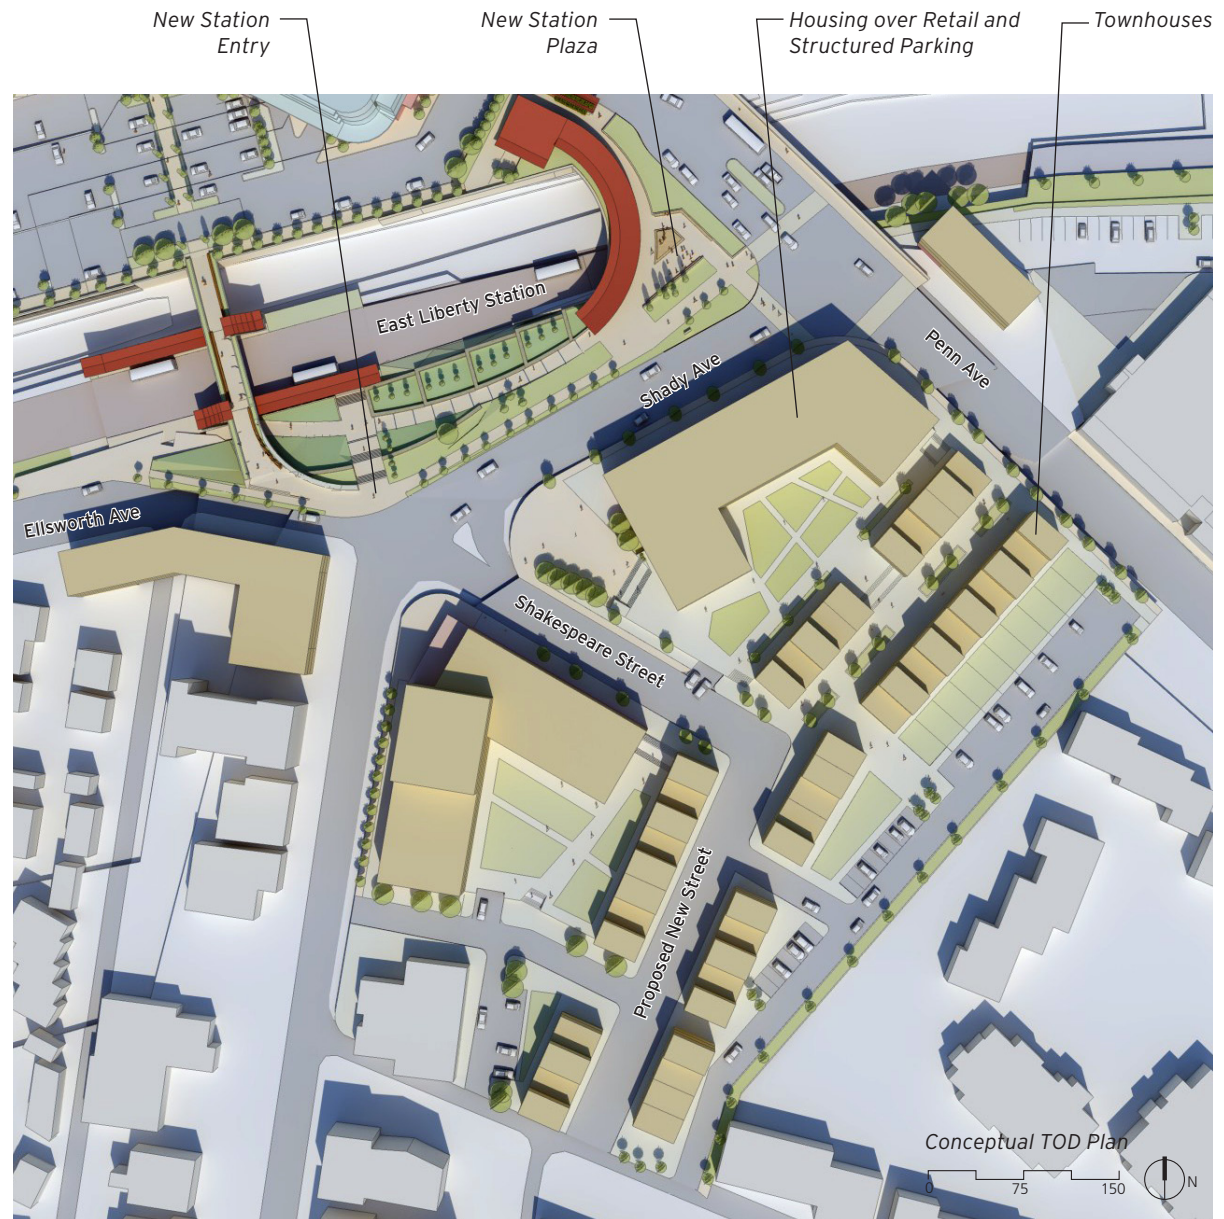 New Station
Entry
New Station
Plaza
Housing over Retail and
Structured Parking
Townhouses
East Liberty Station
Shady Ave
Penn Ave
Ellsworth Ave
Shakespeare Street
Proposed New Street
Conceptual TOD Plan
0 75 150
N